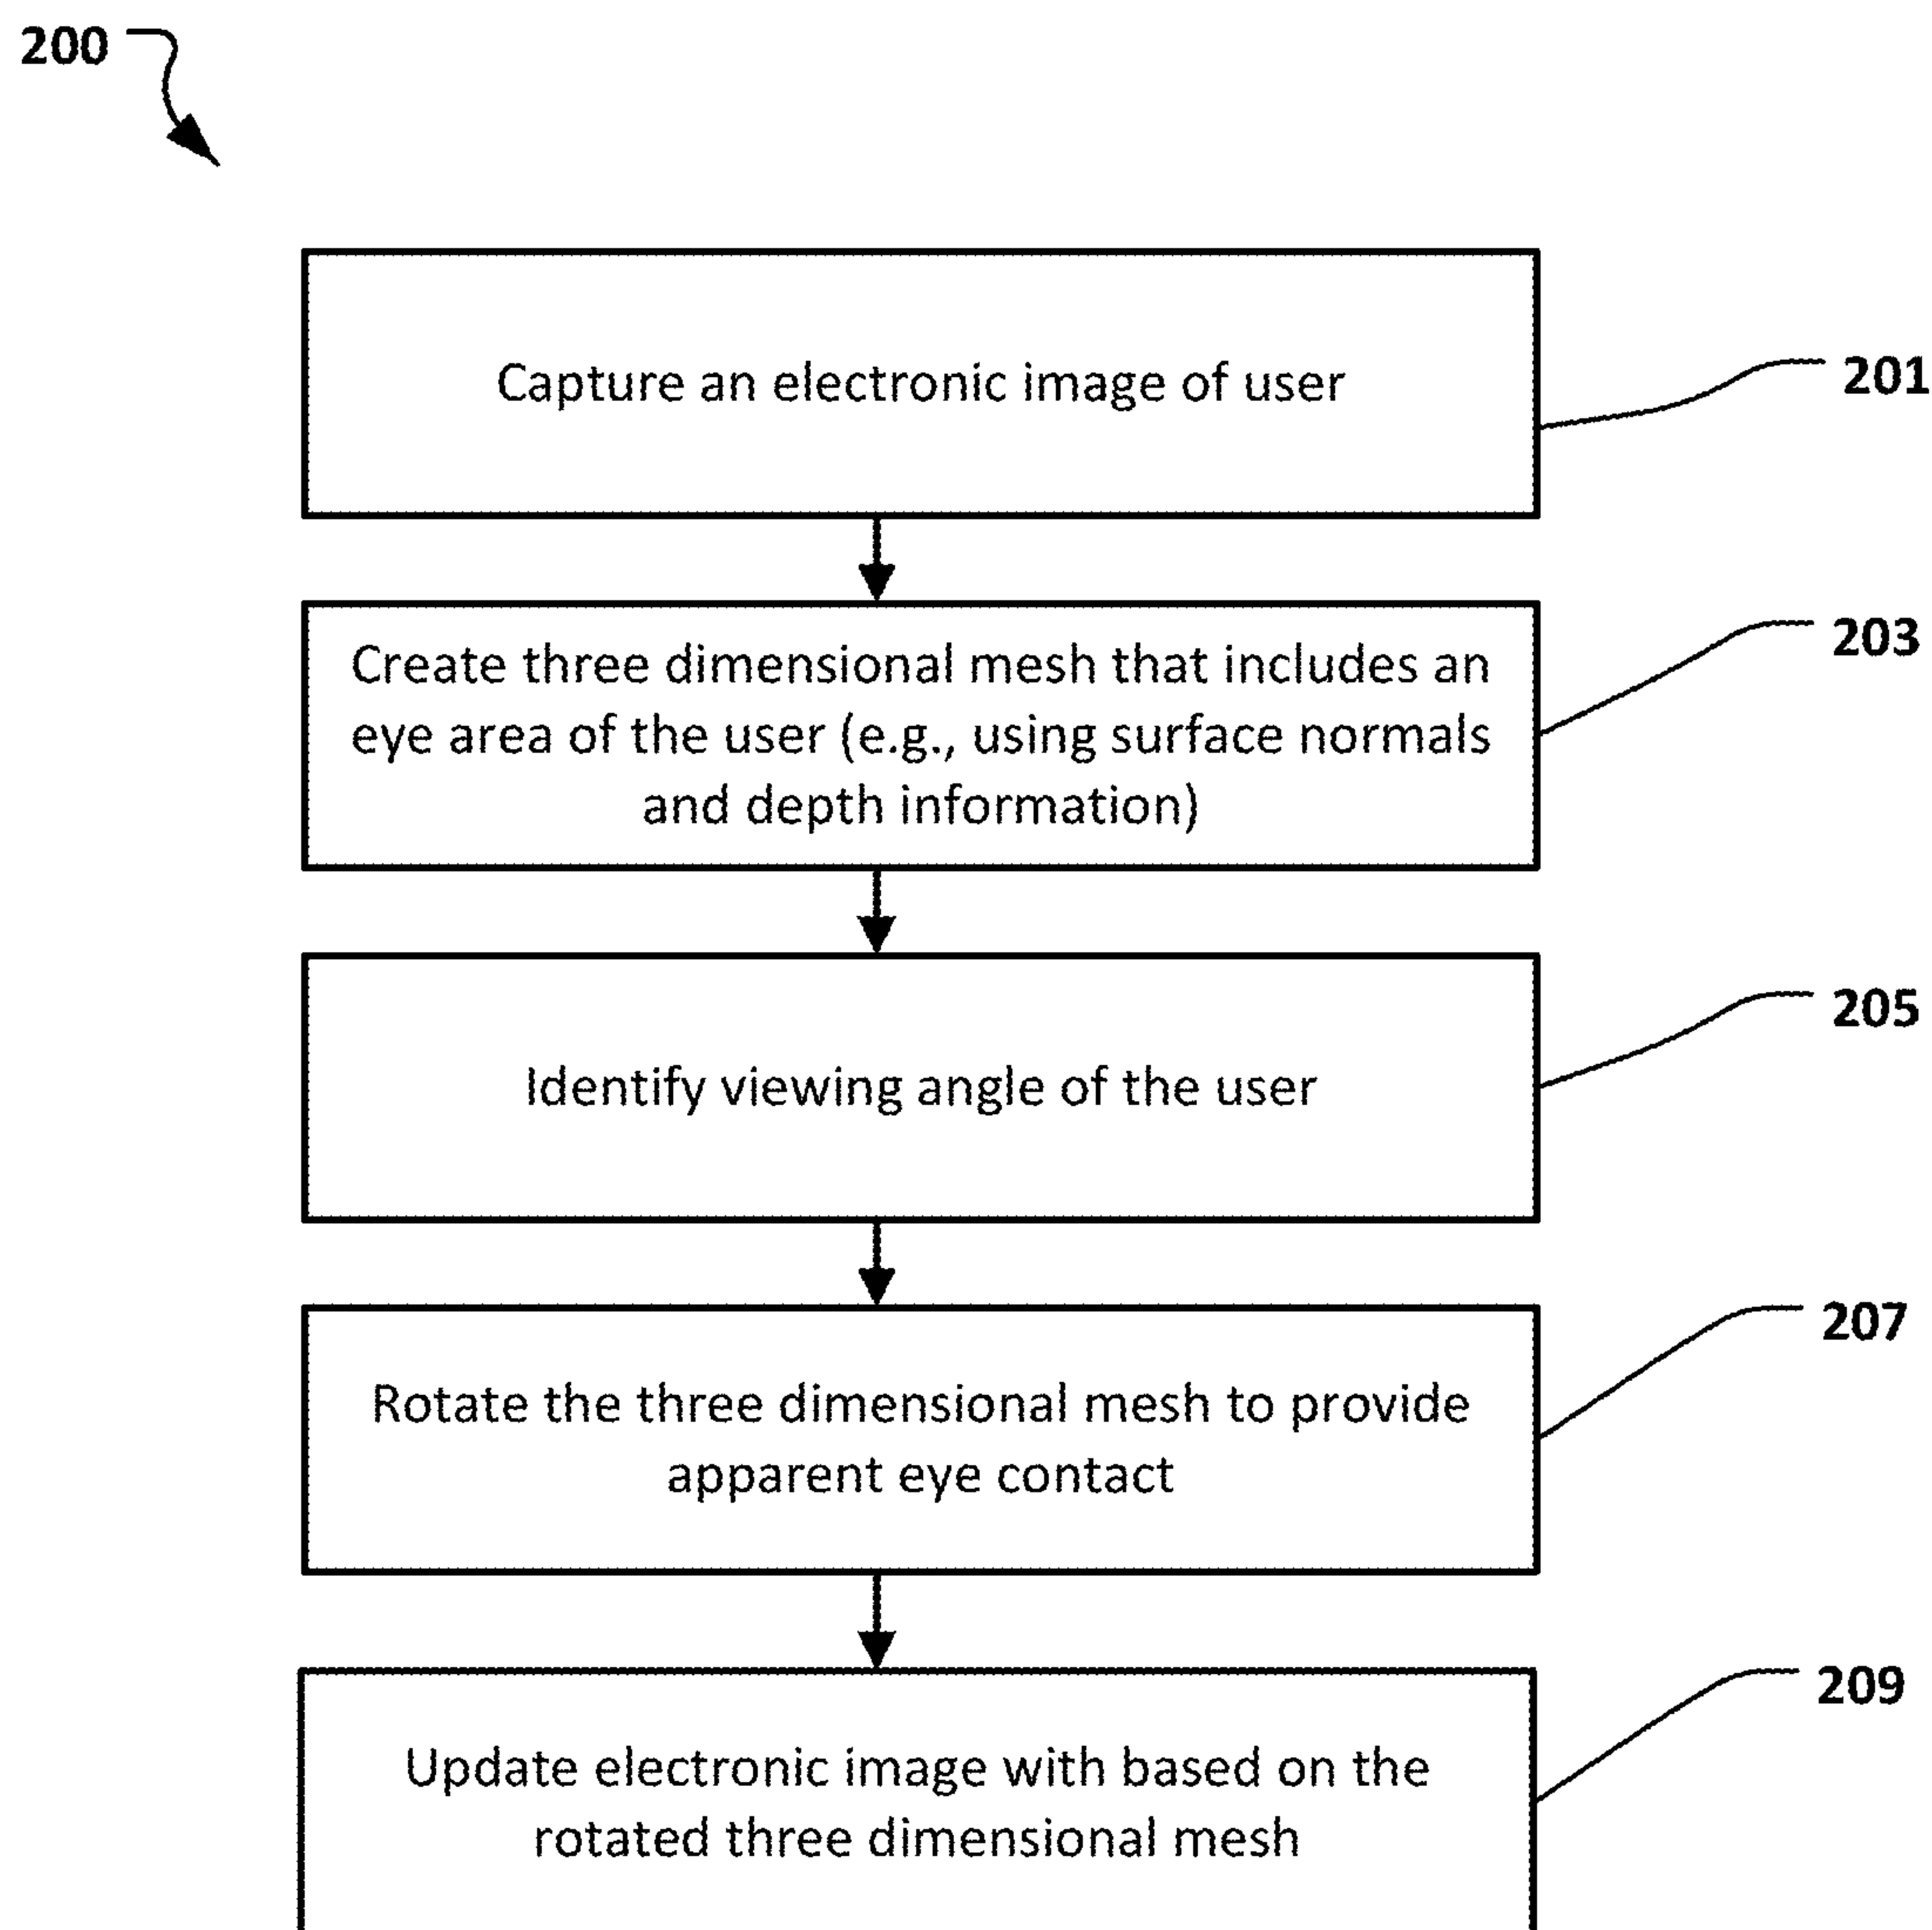 200
Capture an electronic image of user
201
Create three dimensional mesh that includes an
eye area of the user (e.g., using surface normals
and depth information)
203
Identify viewing angle of the user
205
Rotate the three dimensional mesh to provide
apparent eye contact
207
Update electronic image with based on the
rotated three dimensional mesh
209